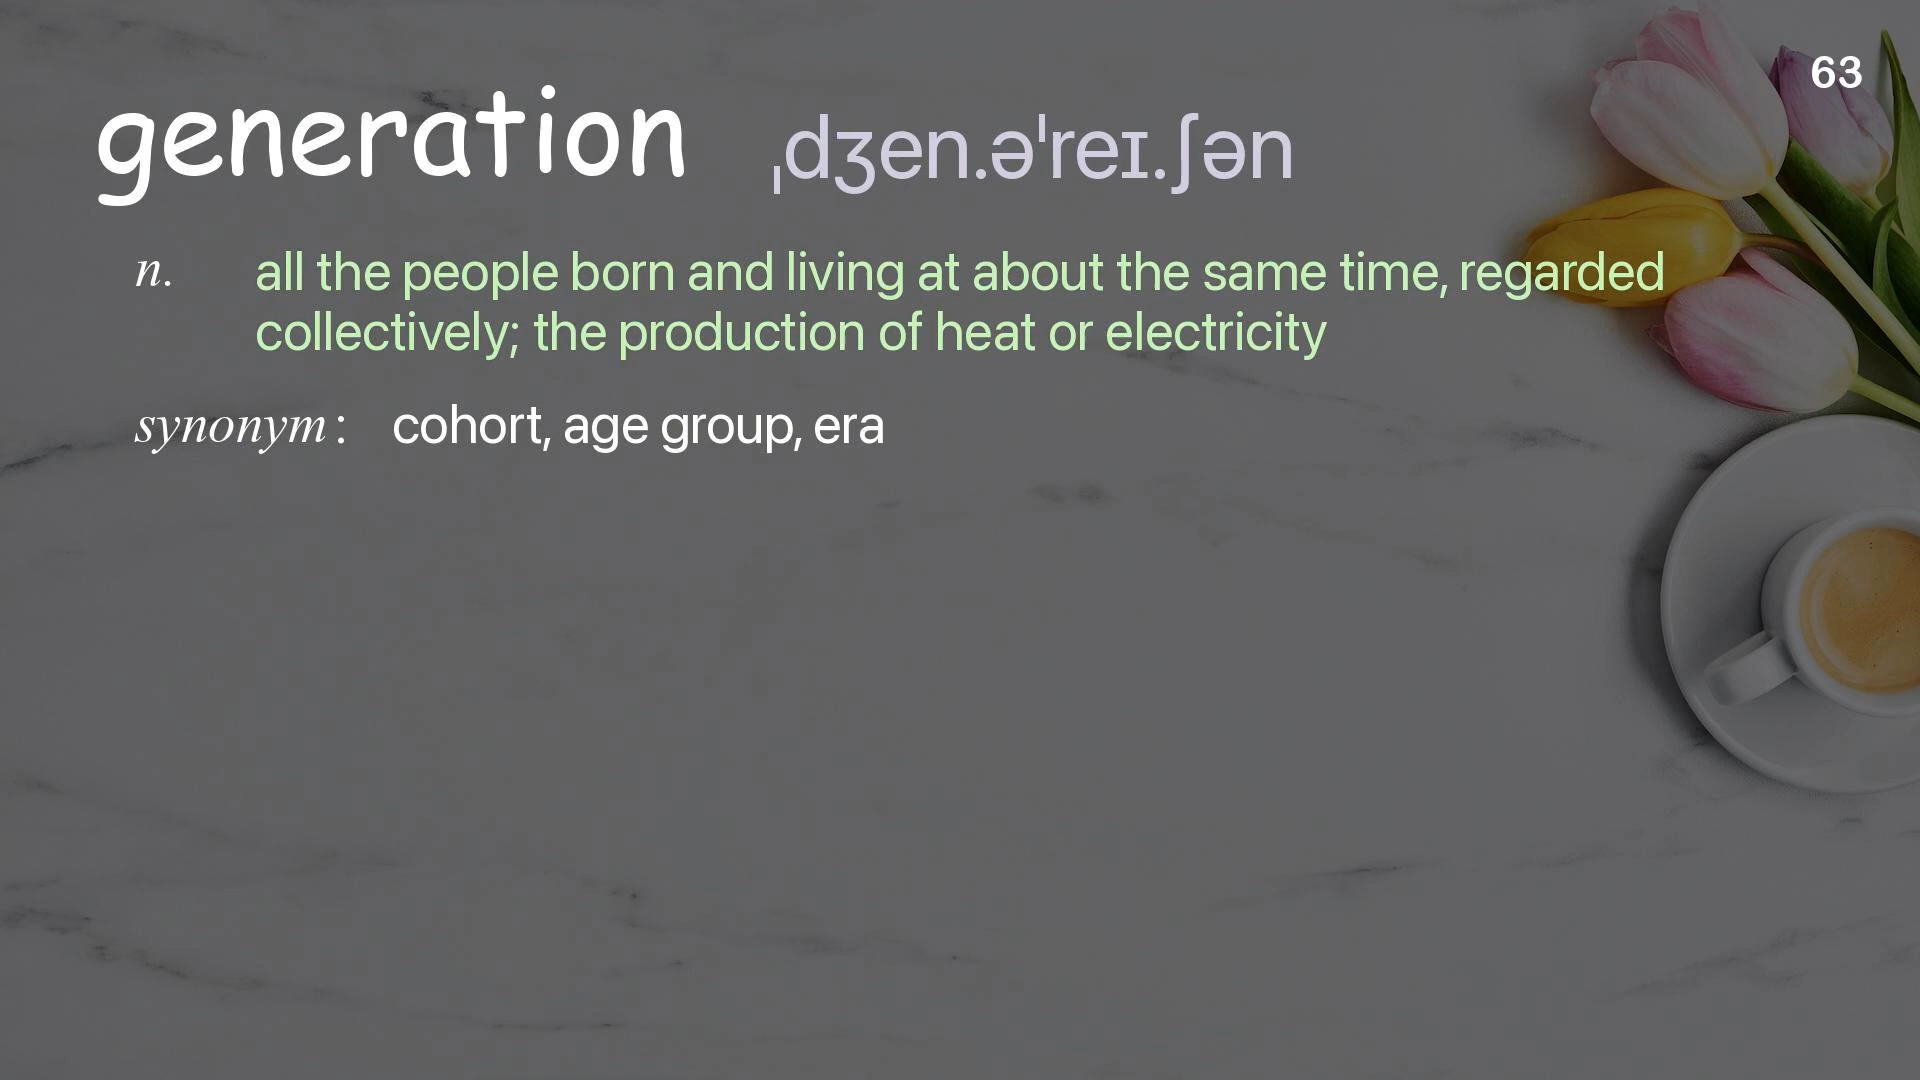 63
generation ˌdʒen.əˈreɪ.ʃən
n. all the people born and living at about the same time, regarded
collectively; the production of heat or electricity
synonym: cohort, age group, era